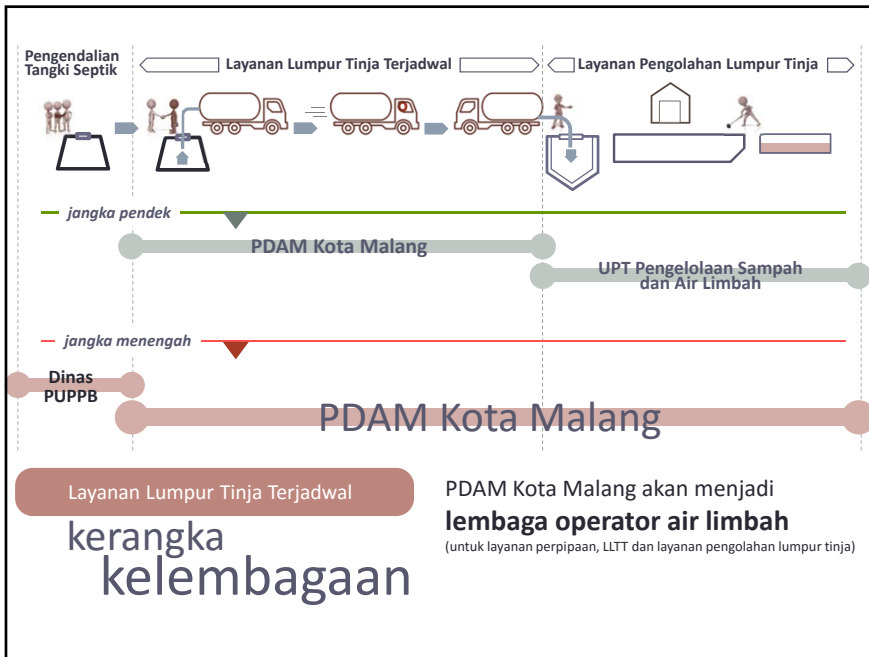 Pengendalian
Tangki Septik
Layanan Lumpur Tinja Terjadwal
Layanan Pengolahan Lumpur Tinja
jangka pendek
PDAM Kota Malang
UPT Pengelolaan Sampah
dan Air Limbah
jangka menengah
Dinas
PUPPB
PDAM Kota Malang
Layanan Lumpur Tinja Terjadwal
kerangka
kelembagaan
PDAM Kota Malang akan menjadi
lembaga operator air limbah
(untuk layanan perpipaan, LLTT dan layanan pengolahan lumpur tinja)